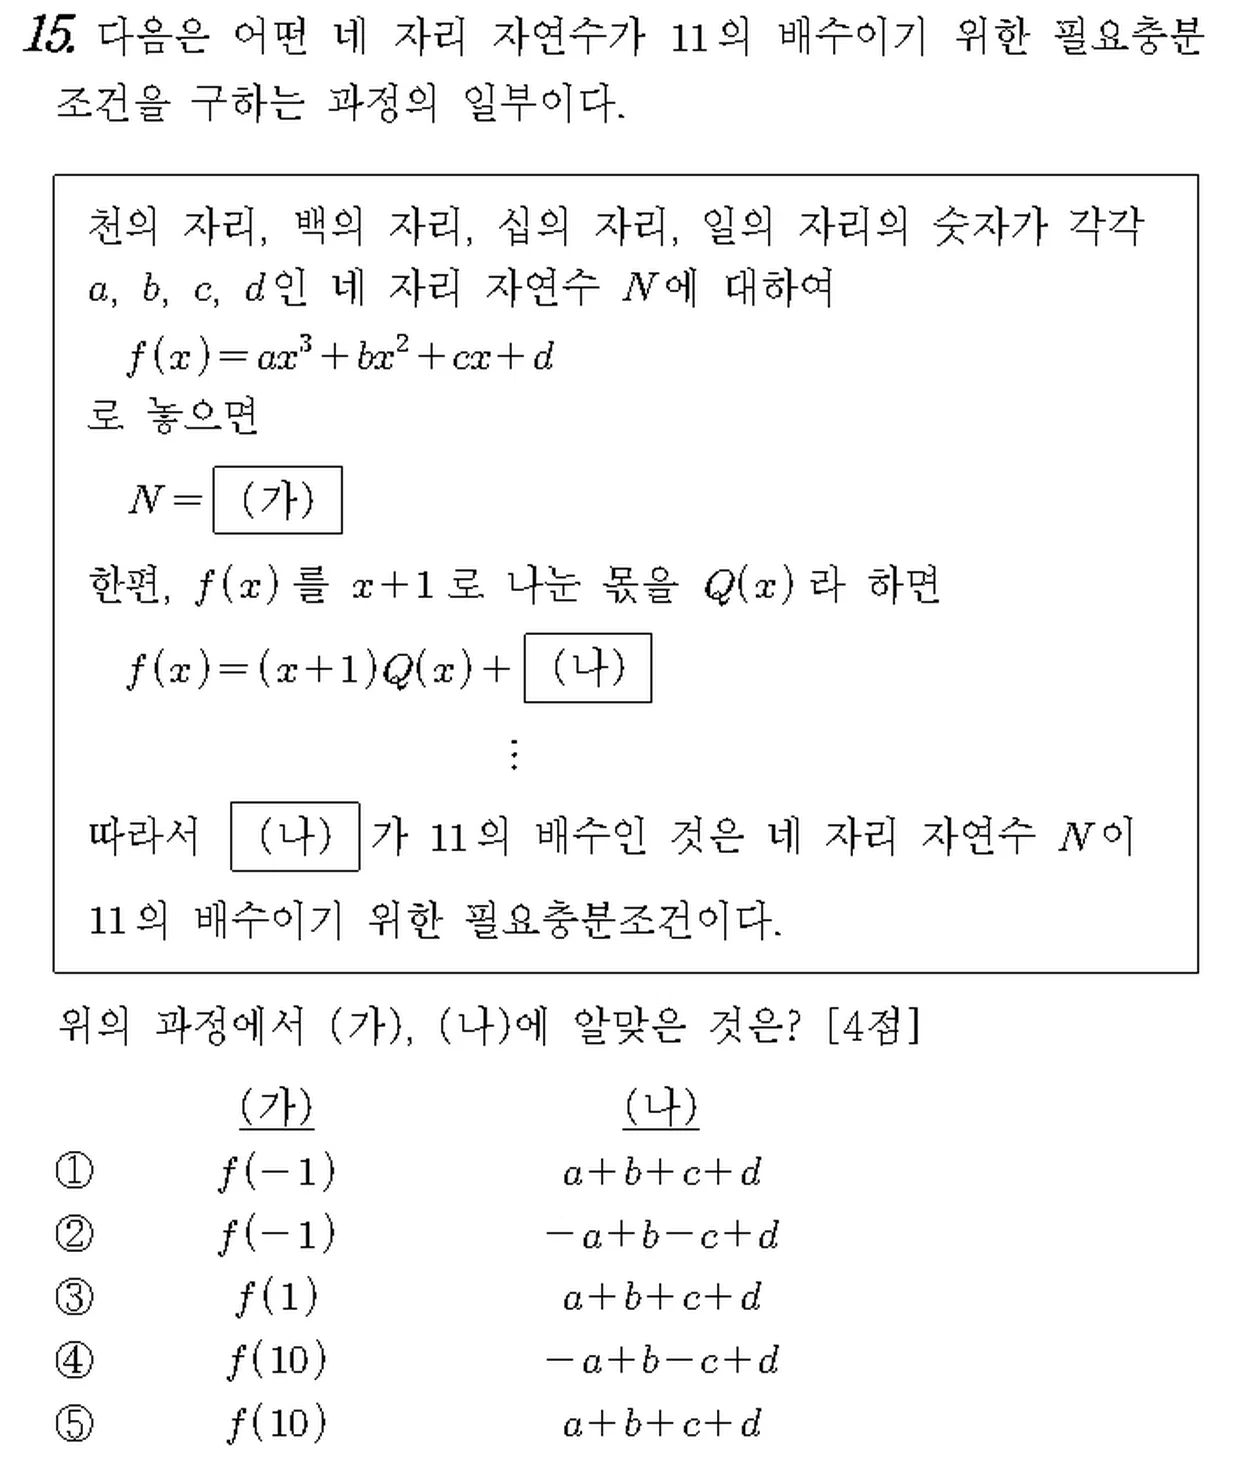 15. 다음은 어떤 네 자리 자연수가 11의 배수이기 위한 필요충분
조건을 구하는 과정의 일부이다.
천의 자리, 백의 자리, 십의 자리, 일의 자리의 숫자가 각각
a, b, c, d인 네 자리 자연수 N에 대하여
f(x)=ax³+bx²+cx+d
로 놓으면
N= (가)
한편, f(x)를 x+1로 나눈 몫을 Q(x)라 하면
f(x)=(x+1)Q(x)+ (나)
⋮
따라서 (나) 가 11의 배수인 것은 네 자리 자연수 N이
11의 배수이기 위한 필요충분조건이다.
위의 과정에서 (가), (나)에 알맞은 것은? [4점]
(가) (나)
① f(-1) a+b+c+d
② f(-1) -a+b-c+d
③ f(1) a+b+c+d
④ f(10) -a+b-c+d
⑤ f(10) a+b+c+d